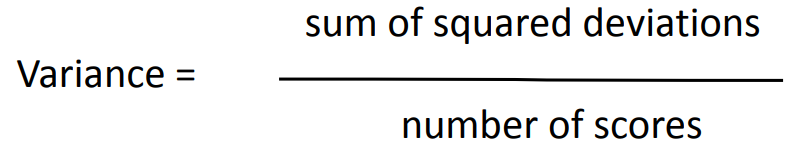 sum of squared deviations
Variance =
number of scores